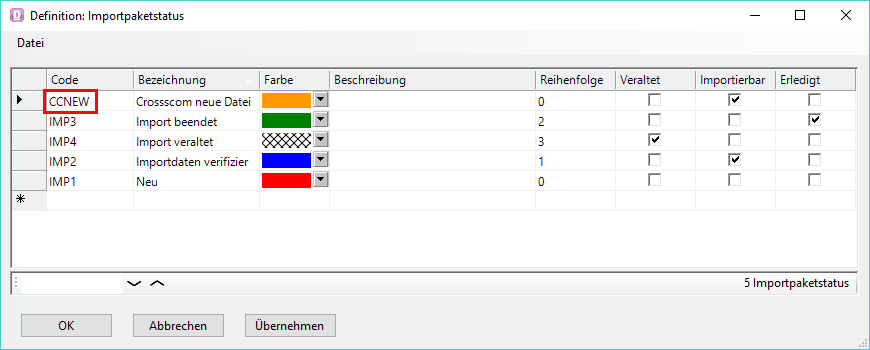 Definition: Importpaketstatus
Datei
Code Bezeichnung Farbe Beschreibung Reihenfolge Veraltet Importierbar Erledigt
CCNEW Crossscom neue Datei 0
IMP3 Import beendet 2
IMP4 Import veraltet 3
IMP2 Importdaten verifizier 1
IMP1 Neu 0
5 Importpaketstatus
OK Abbrechen Übernehmen